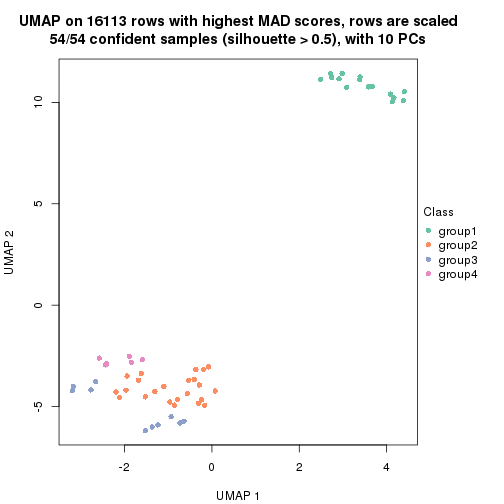 UMAP on 16113 rows with highest MAD scores, rows are scaled
54/54 confident samples (silhouette > 0.5), with 10 PCs
10
5
0
-5
UMAP 2
-2
0
2
4
UMAP 1
Class
group1
group2
group3
group4